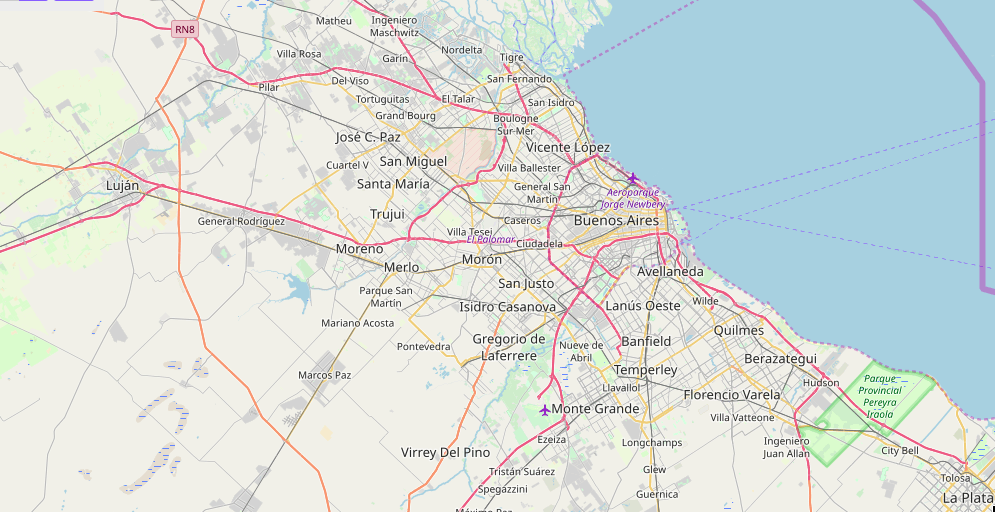 Matheu
Ingeniero
Maschwitz
RN8
Nordelta
Villa Rosa
Garín
Tigre
San Fernando
Del Viso
Pilar
Tortuguitas
El Talar
San Isidro
Grand Bourg
Boulogne
Sur Mer
José C. Paz
Vicente López
Cuartel V
San Miguel
Villa Ballester
Luján
Santa María
General San
Martín
Aeroparque
Jorge Newbery
General Rodríguez
Trujui
Caseros
Buenos Aires
Villa Tesei
El Palomar
Ciudadela
Moreno
Morón
Merlo
Avellaneda
San Justo
Parque San
Martín
Isidro Casanova
Lanús Oeste
Wilde
Mariano Acosta
Quilmes
Gregorio de
Laferrere
Banfield
Pontevedra
Nueve de
Abril
Berazategui
Temperley
Marcos Paz
Llavallol
Hudson
Parque
Provincial
Pereyra
Iraola
Florencio Varela
Monte Grande
Villa Vatteone
Ezeiza
Longchamps
Ingeniero
Juan Allan
Virrey Del Pino
City Bell
Tristán Suárez
Glew
Tolosa
Spegazzini
Guernica
La Plata
Máximo Paz